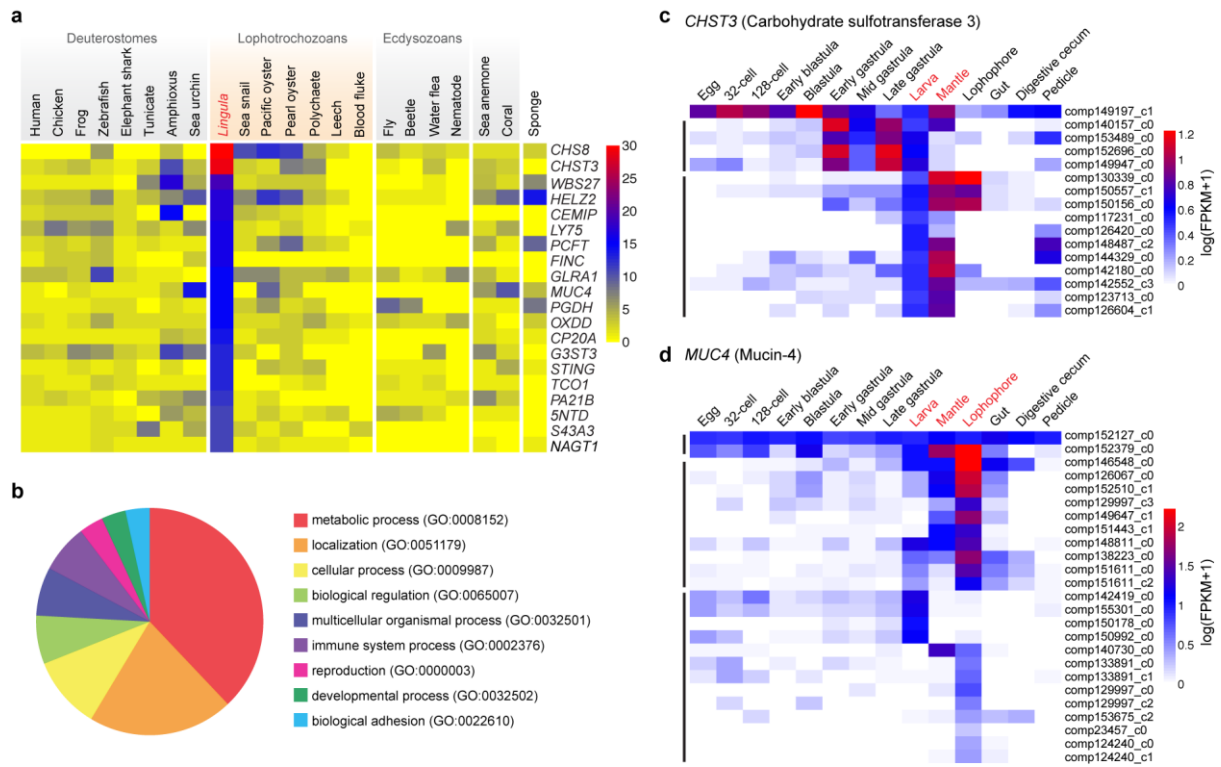 a
Deuterostomes
Lophotrochozoans
Ecdysozoans
Human
Chicken
Frog
Zebrafish
Elephant shark
Tunicate
Amphioxus
Sea urchin
Lingula
Sea snail
Pacific oyster
Pearl oyster
Polychaete
Leech
Blood fluke
Fly
Beetle
Water flea
Nematode
Sea anemone
Coral
Sponge
CHS8
CHST3
WBS27
HELZ2
CEMIP
LY75
PCFT
FINC
GLRA1
MUC4
PGDH
OXDD
CP20A
G3ST3
STING
TCO1
PA21B
5NTD
S43A3
NAGT1
30
25
20
15
10
5
0
b
metabolic process (GO:0008152)
localization (GO:0051179)
cellular process (GO:0009987)
biological regulation (GO:0065007)
multicellular organismal process (GO:0032501)
immune system process (GO:0002376)
reproduction (GO:0000003)
developmental process (GO:0032502)
biological adhesion (GO:0022610)
c
CHST3 (Carbohydrate sulfotransferase 3)
Egg
32-cell
128-cell
Early blastula
Blastula
Early gastrula
Mid gastrula
Late gastrula
Larva
Mantle
Lophophore
Gut
Digestive cecum
Pedicle
comp149197_c1
comp140157_c0
comp153489_c0
comp152696_c0
comp149947_c0
comp130339_c0
comp150557_c1
comp150156_c0
comp117231_c0
comp126420_c0
comp148487_c2
comp144329_c0
comp142180_c0
comp142552_c3
comp123713_c0
comp126604_c1
1.2
1.0
0.8
0.6
0.4
0.2
0
log(FPKM+1)
d
MUC4 (Mucin-4)
Egg
32-cell
128-cell
Early blastula
Blastula
Early gastrula
Mid gastrula
Late gastrula
Larva
Mantle
Lophophore
Gut
Digestive cecum
Pedicle
comp152127_c0
comp152379_c0
comp146548_c0
comp126067_c0
comp152510_c1
comp129997_c3
comp149647_c1
comp151443_c1
comp148811_c0
comp138223_c0
comp151611_c0
comp151611_c2
comp142419_c0
comp155301_c0
comp150178_c0
comp150992_c0
comp140730_c0
comp133891_c0
comp133891_c1
comp129997_c0
comp129997_c2
comp153675_c2
comp23457_c0
comp124240_c0
comp124240_c1
2
1.5
1
0.5
0
log(FPKM+1)